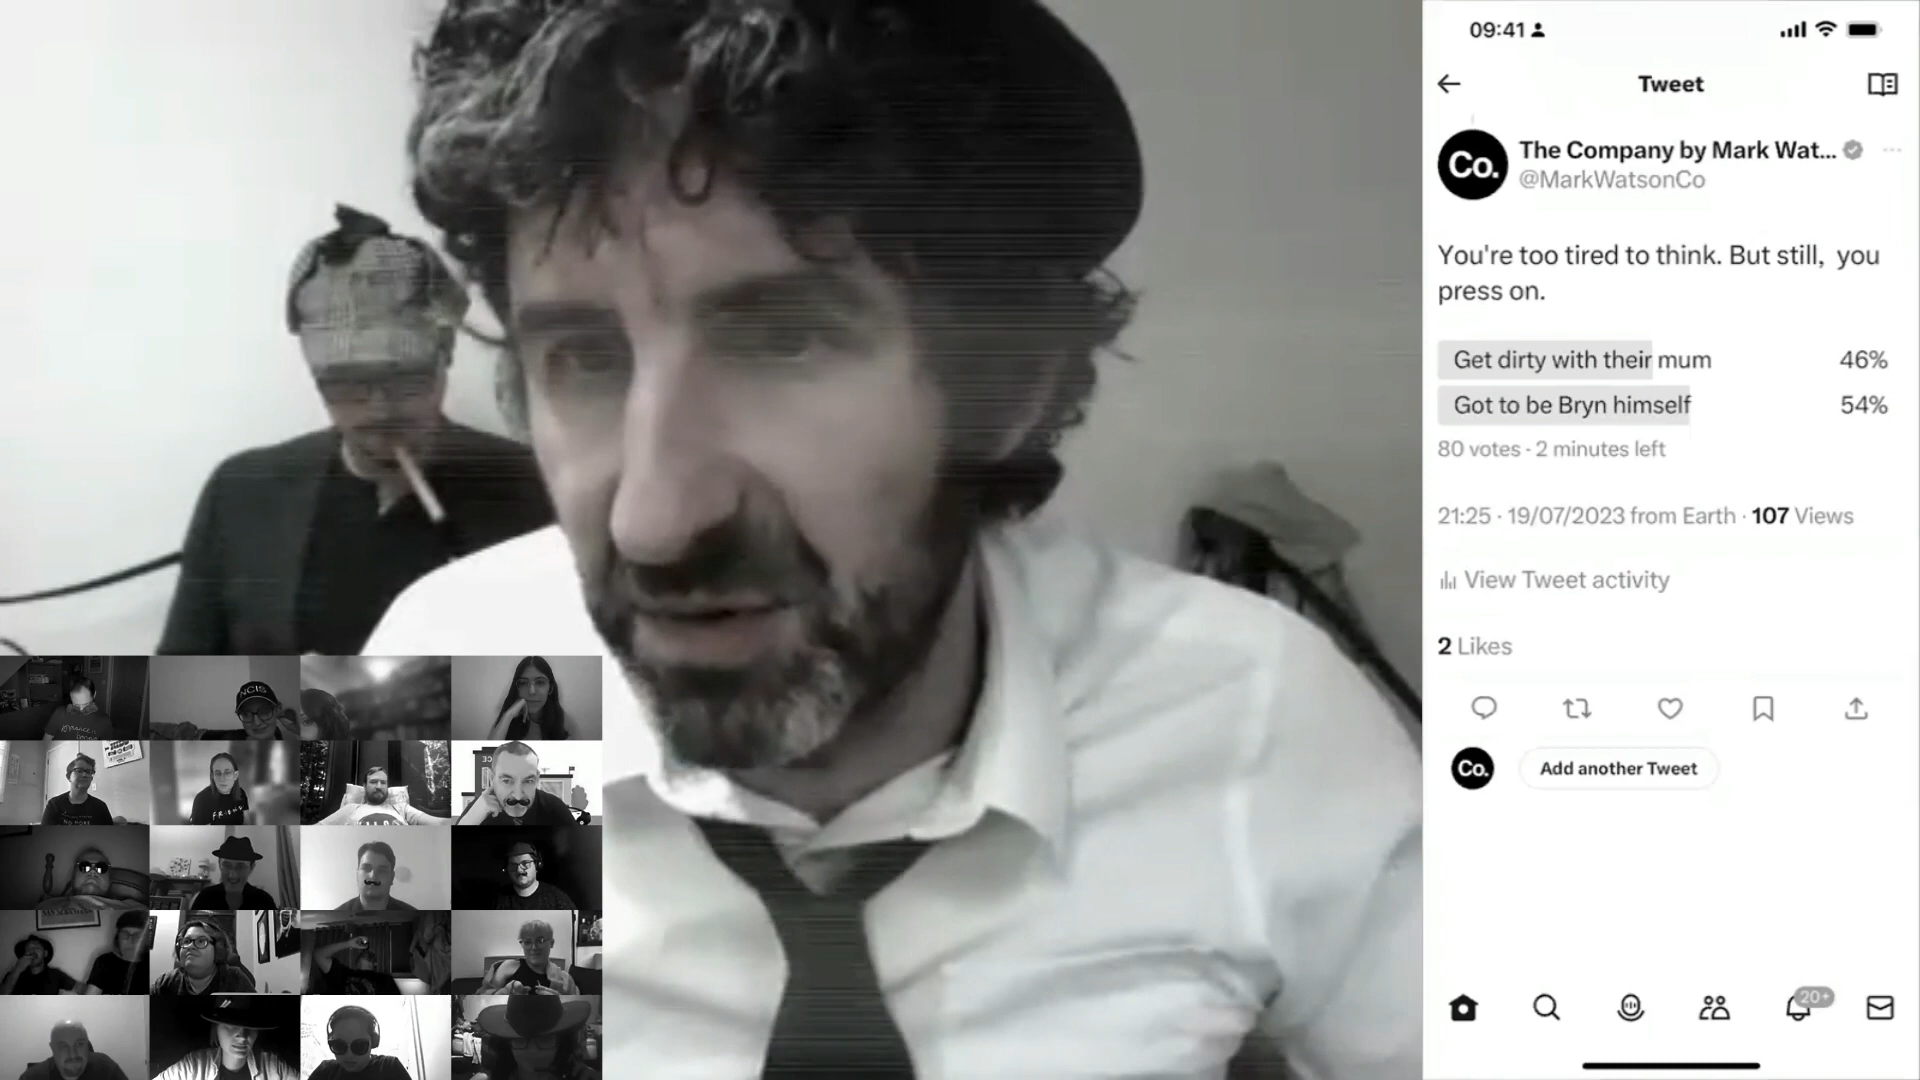 09:41
Tweet
Co.
The Company by Mark Wat...
@MarkWatsonCo
You're too tired to think. But still,  you
press on.
Get dirty with their mum
46%
Got to be Bryn himself
54%
80 votes · 2 minutes left
21:25 · 19/07/2023 from Earth · 107 Views
View Tweet activity
2 Likes
Co.
Add another Tweet
20+
NCIS